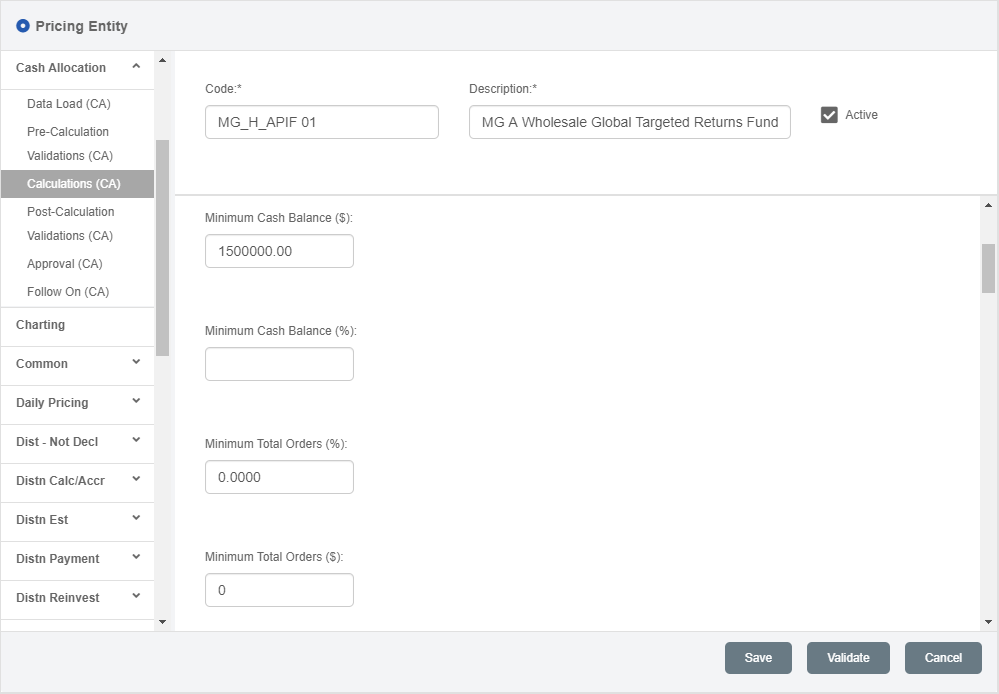 Pricing Entity
Cash Allocation
Data Load (CA)
Pre-Calculation
Validations (CA)
Calculations (CA)
Post-Calculation
Validations (CA)
Approval (CA)
Follow On (CA)
Charting
Common
Daily Pricing
Dist - Not Decl
Distn Calc/Accr
Distn Est
Distn Payment
Distn Reinvest
Code:*
MG_H_APIF 01
Description:*
MG A Wholesale Global Targeted Returns Fund
Active
Minimum Cash Balance ($):
1500000.00
Minimum Cash Balance (%):
Minimum Total Orders (%):
0.0000
Minimum Total Orders ($):
0
Save
Validate
Cancel